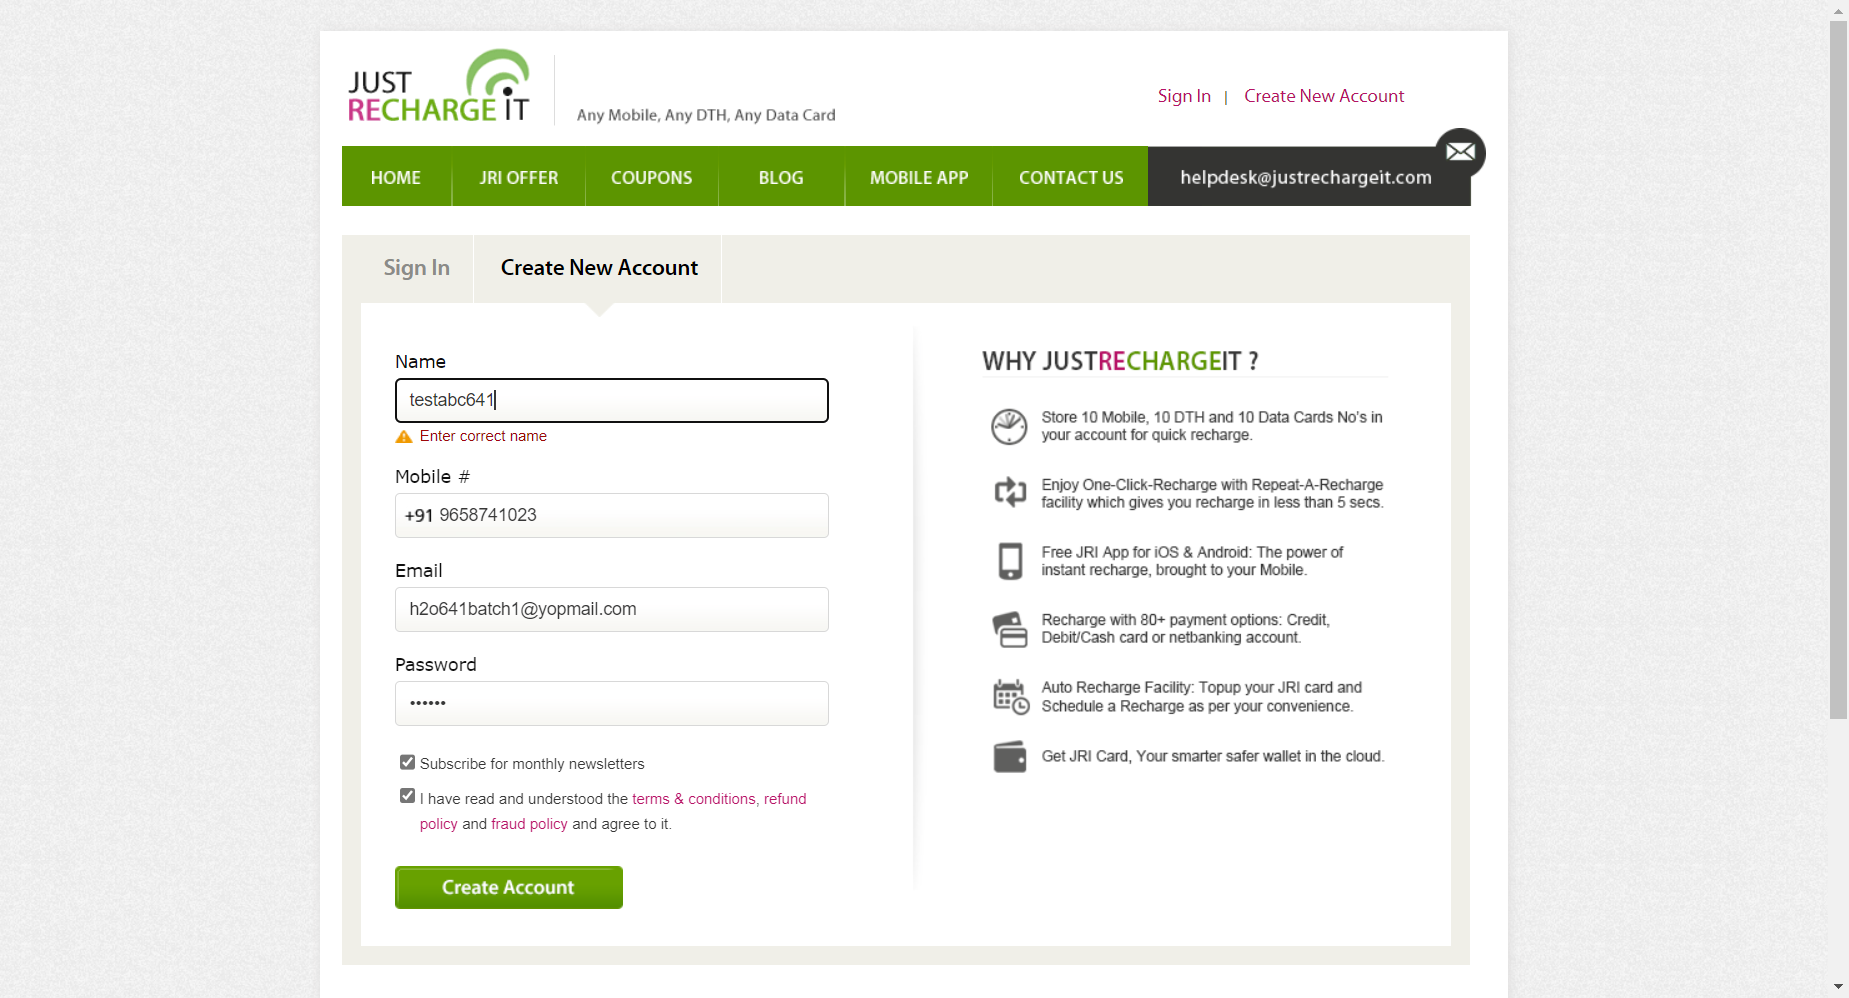 JUST
RECHARGE IT
Any Mobile, Any DTH, Any Data Card
Sign In | Create New Account
HOME JRI OFFER COUPONS BLOG MOBILE APP CONTACT US helpdesk@justrechargeit.com
Sign In Create New Account
Name
testabc641
Enter correct name
Mobile #
+91 9658741023
Email
h2o641batch1@yopmail.com
Password
••••••
Subscribe for monthly newsletters
I have read and understood the terms & conditions, refund
policy and fraud policy and agree to it.
Create Account
WHY JUSTRECHARGEIT ?
Store 10 Mobile, 10 DTH and 10 Data Cards No's in
your account for quick recharge.
Enjoy One-Click-Recharge with Repeat-A-Recharge
facility which gives you recharge in less than 5 secs.
Free JRI App for iOS & Android: The power of
instant recharge, brought to your Mobile.
Recharge with 80+ payment options: Credit,
Debit/Cash card or netbanking account.
Auto Recharge Facility: Topup your JRI card and
Schedule a Recharge as per your convenience.
Get JRI Card, Your smarter safer wallet in the cloud.